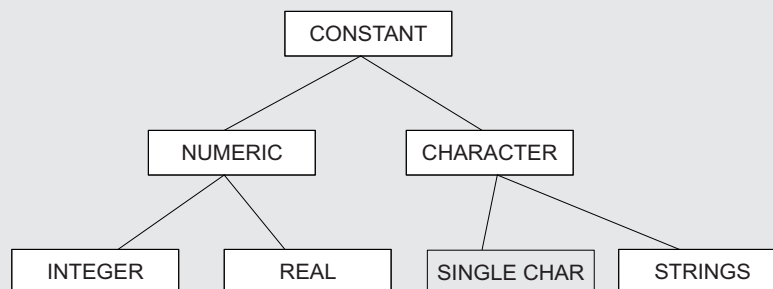 CONSTANT
NUMERIC CHARACTER
INTEGER REAL SINGLE CHAR STRINGS